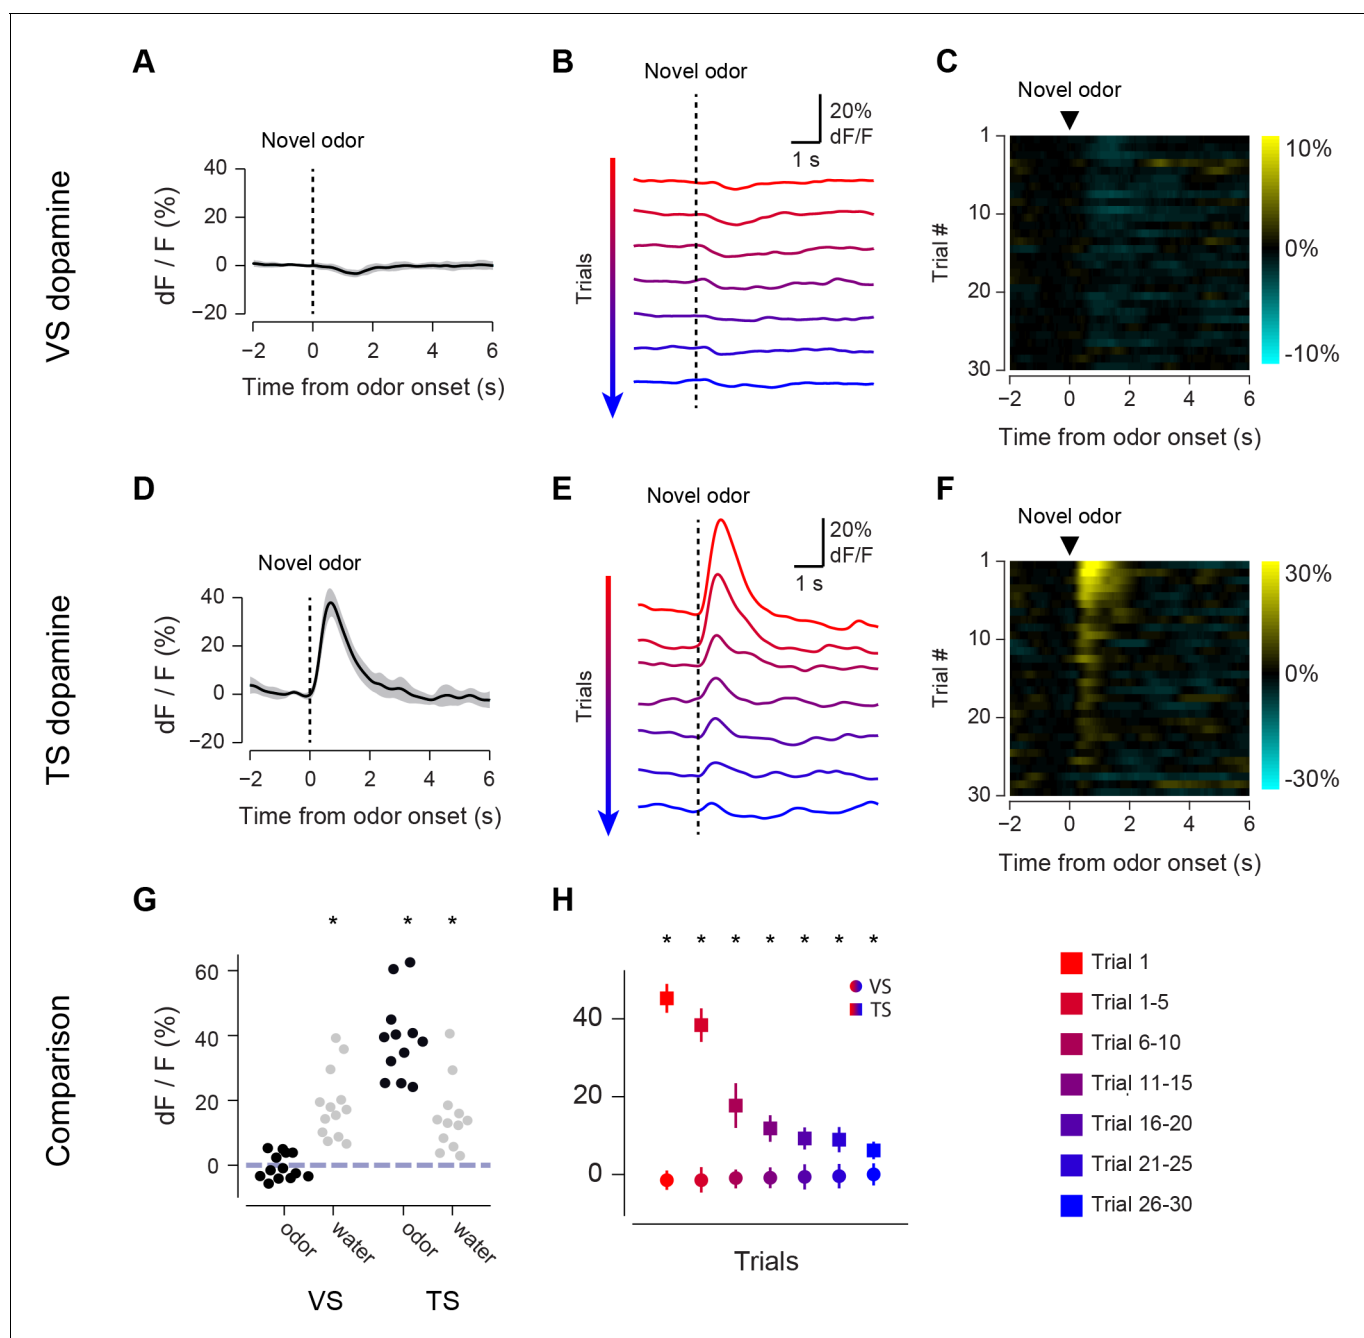 A
B
C
VS dopamine
Novel odor
dF / F (%)
40
20
0
−20
−2
0
2
4
6
Time from odor onset (s)
Novel odor
20%
dF/F
1 s
Trials
Novel odor
Trial #
1
10
20
30
−2
0
2
4
6
Time from odor onset (s)
10%
0%
-10%
D
E
F
TS dopamine
Novel odor
dF / F (%)
40
20
0
−20
−2
0
2
4
6
Time from odor onset (s)
Novel odor
20%
dF/F
1 s
Trials
Novel odor
Trial #
1
10
20
30
−2
0
2
4
6
Time from odor onset (s)
30%
0%
-30%
G
H
Comparison
dF / F (%)
* * *
60
40
20
0
odor
water
odor
water
VS
TS
* * * * * * *
VS
TS
40
20
0
Trials
Trial 1
Trial 1-5
Trial 6-10
Trial 11-15
Trial 16-20
Trial 21-25
Trial 26-30